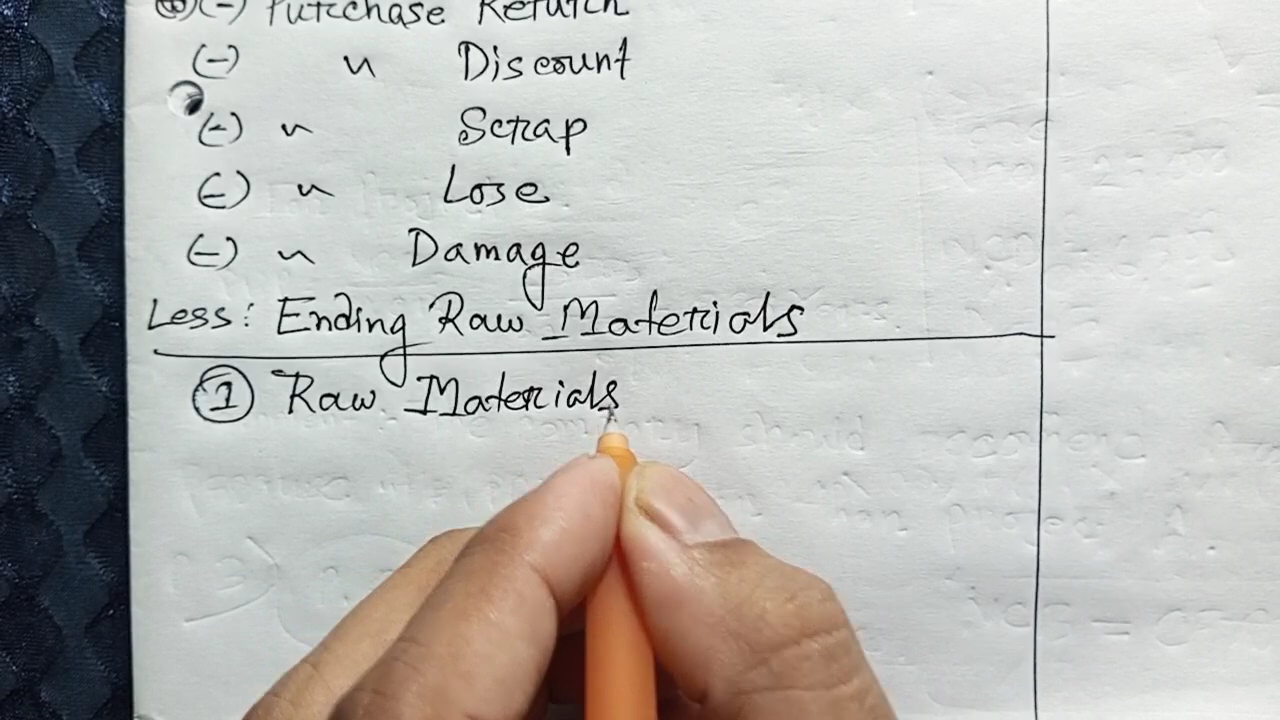 (-) Purchase Return
(-) " Discount
(-) " Scrap
(-) " Lose
(-) " Damage
Less: Ending Raw Materials
① Raw Materials